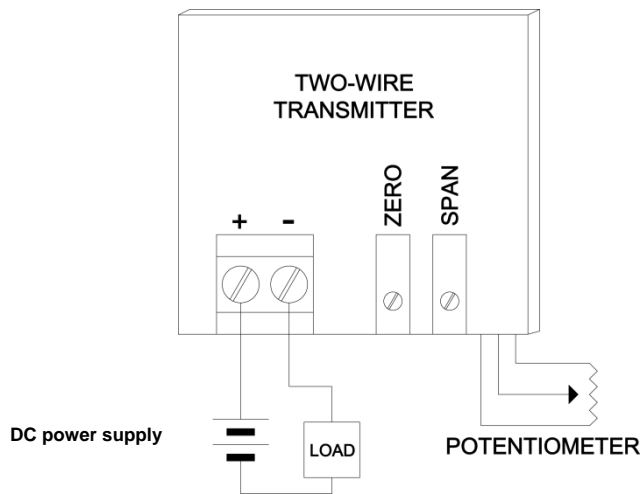 TWO-WIRE
TRANSMITTER
+ -
ZERO
SPAN
DC power supply
LOAD
POTENTIOMETER